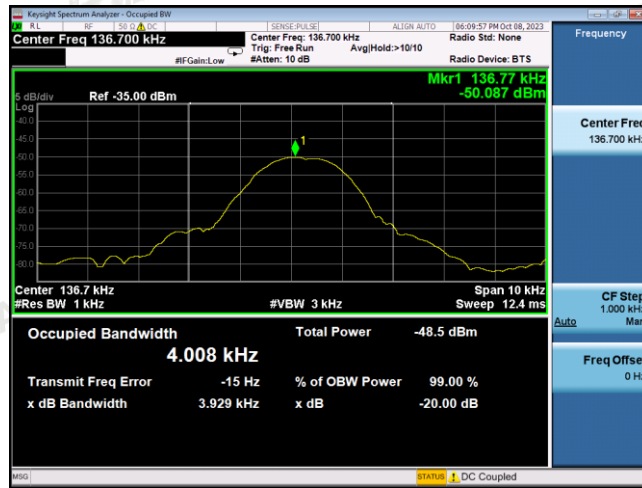 Keysight Spectrum Analyzer - Occupied BW
RL RF 50 Ω DC SENSE:PULSE ALIGN AUTO 06:09:57 PM Oct 08, 2023
Center Freq 136.700 kHz
Center Freq: 136.700 kHz
Radio Std: None
Trig: Free Run Avg|Hold:>10/10
#IFGain:Low #Atten: 10 dB Radio Device: BTS
Mkr1 136.77 kHz
5 dB/div Ref -35.00 dBm -50.087 dBm
Log
-40.0
-45.0
-50.0
-55.0
-60.0
-65.0
-70.0
-75.0
-80.0
1
Center 136.7 kHz Span 10 kHz
#Res BW 1 kHz #VBW 3 kHz Sweep 12.4 ms
Occupied Bandwidth Total Power -48.5 dBm
4.008 kHz
Transmit Freq Error -15 Hz % of OBW Power 99.00 %
x dB Bandwidth 3.929 kHz x dB -20.00 dB
Frequency
Center Freq
136.700 kHz
CF Step
1.000 kHz
Auto Man
Freq Offset
0 Hz
MSG STATUS DC Coupled